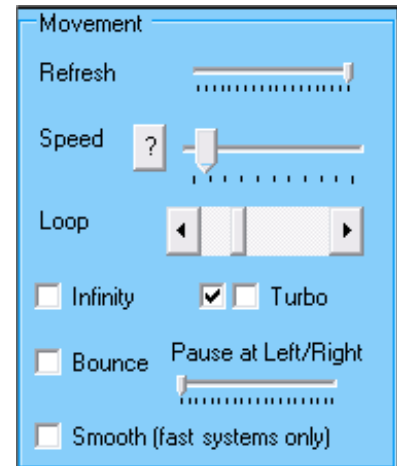 Movement
Refresh
Speed ?
Loop
Infinity Turbo
Bounce Pause at Left/Right
Smooth (fast systems only)